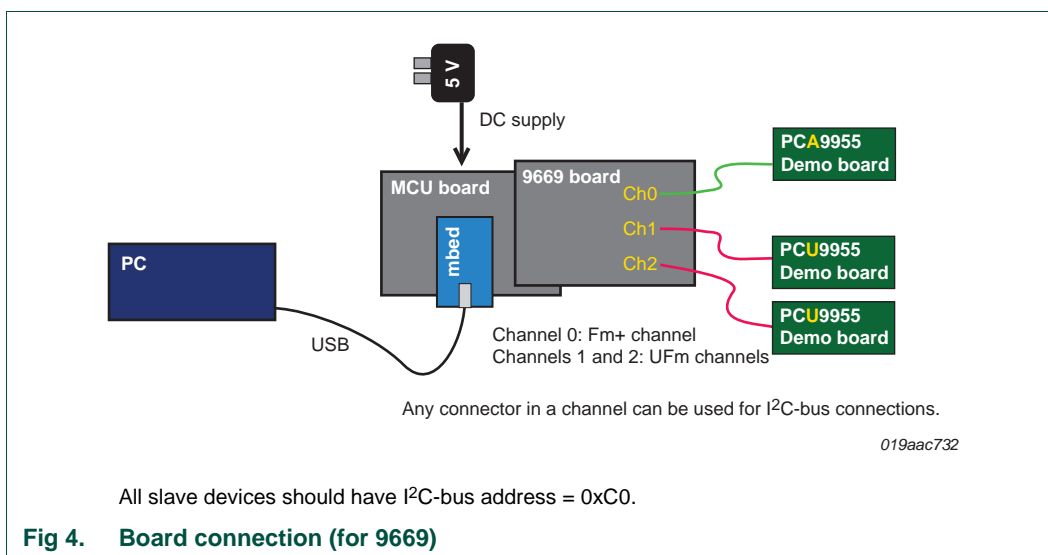 5 V
DC supply
PCA9955
Demo board
MCU board
9669 board
Ch0
Ch1
Ch2
mbed
PC
PCU9955
Demo board
PCU9955
Demo board
USB
Channel 0: Fm+ channel
Channels 1 and 2: UFm channels
Any connector in a channel can be used for I²C-bus connections.
019aac732
All slave devices should have I²C-bus address = 0xC0.
Fig 4. Board connection (for 9669)